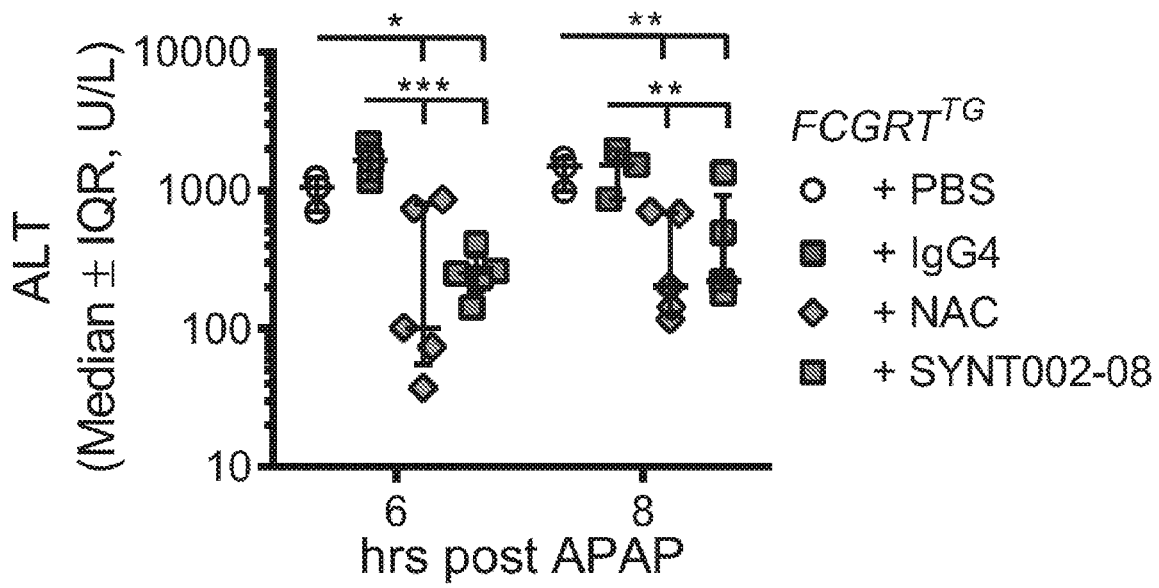 * **
*** **
10000
1000
100
10
ALT
(Median ± IQR, U/L)
6 8
hrs post APAP
FCGRT^TG
+ PBS
+ IgG4
+ NAC
+ SYNT002-08